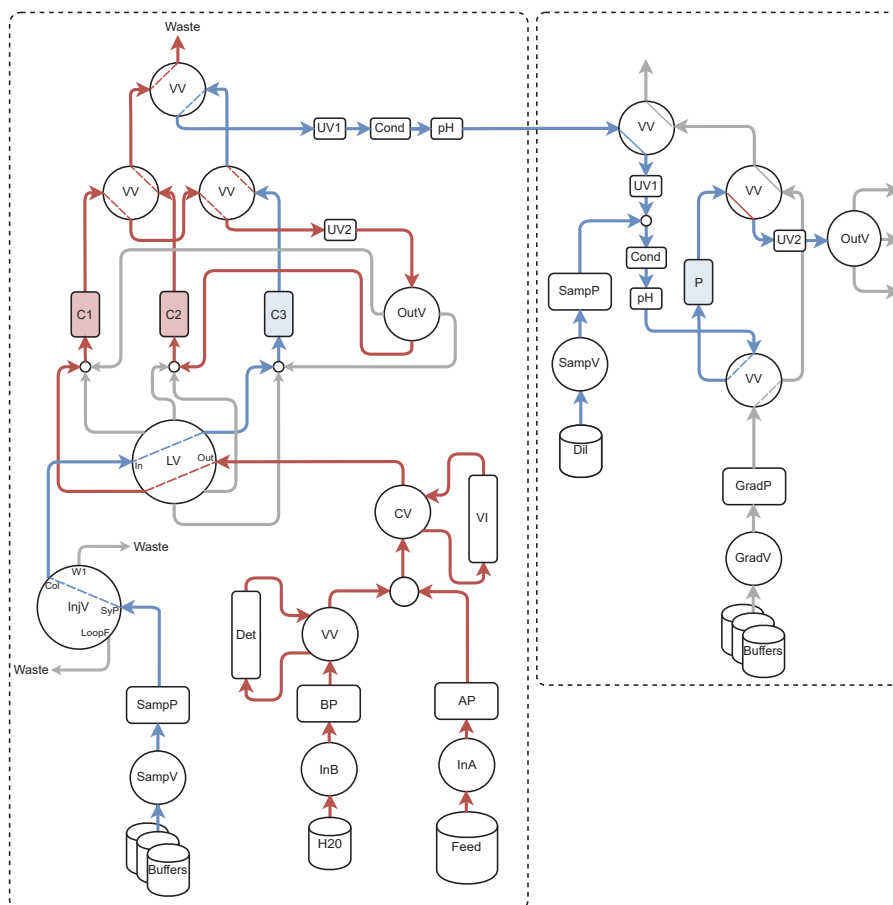 Waste
VV
UV1
Cond
pH
VV
VV
VV
UV1
VV
UV2
UV2
OutV
Cond
SampP
P
pH
C1
C2
C3
OutV
SampV
VV
Dil
In
LV
Out
GradP
CV
VI
Waste
W1
GradV
Col
InjV
SyP
LoopF
Det
VV
Buffers
Waste
SampP
BP
AP
SampV
InB
InA
H20
Feed
Buffers